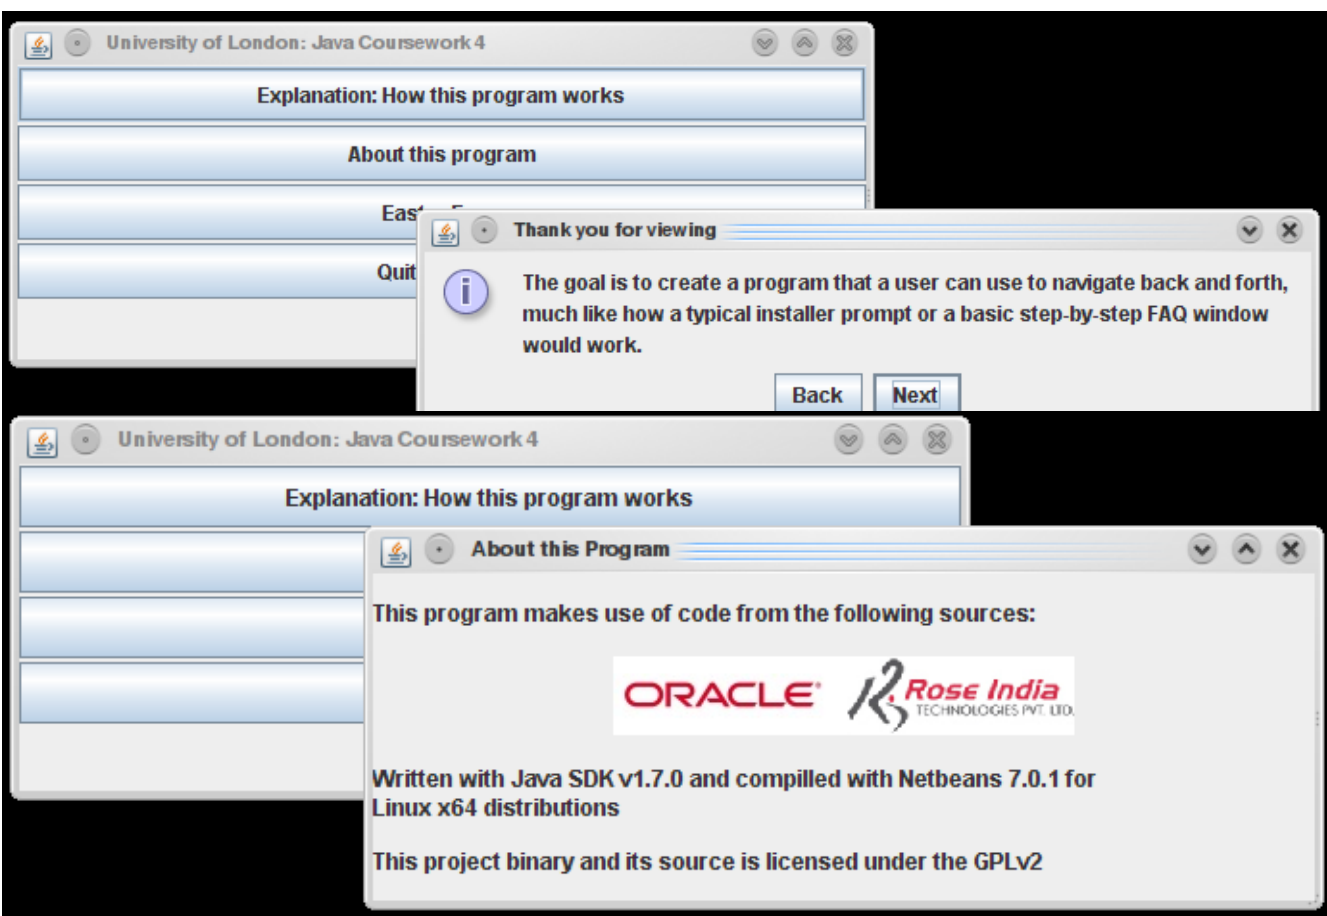 University of London: Java Coursework 4
Explanation: How this program works
About this program
Quit
Thank you for viewing
The goal is to create a program that a user can use to navigate back and forth,
much like how a typical installer prompt or a basic step-by-step FAQ window
would work.
Back Next
University of London: Java Coursework 4
Explanation: How this program works
About this Program
This program makes use of code from the following sources:
ORACLE Rose India
TECHNOLOGIES PVT. LTD.
Written with Java SDK v1.7.0 and compilled with Netbeans 7.0.1 for
Linux x64 distributions
This project binary and its source is licensed under the GPLv2